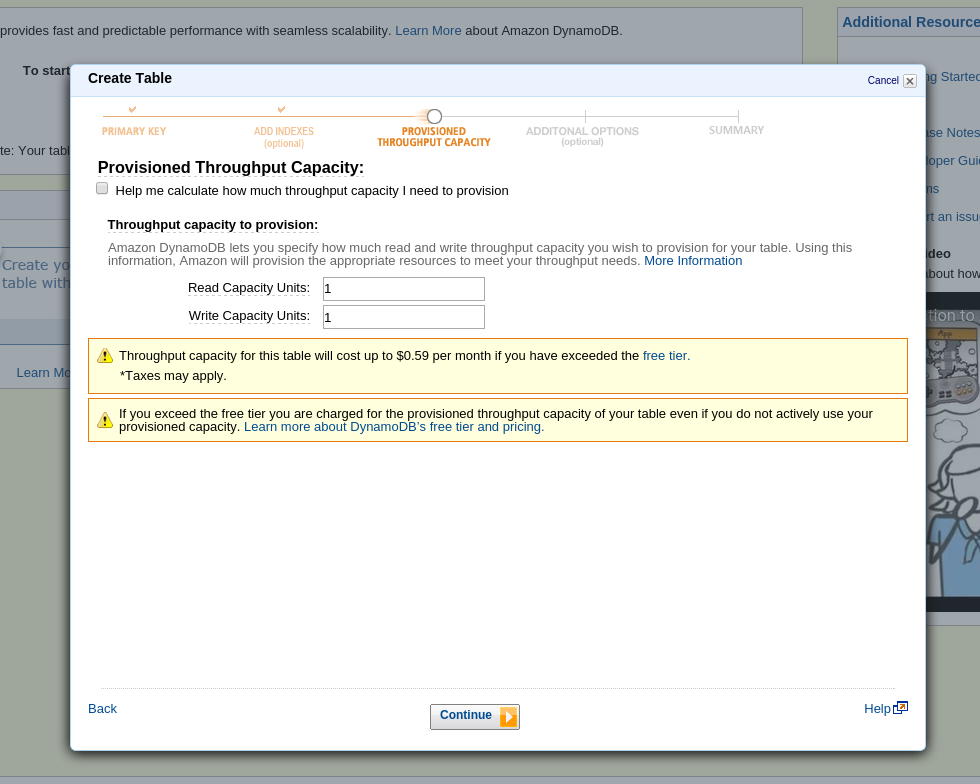 provides fast and predictable performance with seamless scalability. Learn More about Amazon DynamoDB.
Additional Resource
To start
Create Table
Cancel
ng Started
PRIMARY KEY
ADD INDEXES
(optional)
PROVISIONED
THROUGHPUT CAPACITY
ADDITONAL OPTIONS
(optional)
SUMMARY
ase Notes
te: Your tabl
loper Guid
Provisioned Throughput Capacity:
Help me calculate how much throughput capacity I need to provision
ms
rt an issu
Throughput capacity to provision:
Amazon DynamoDB lets you specify how much read and write throughput capacity you wish to provision for your table. Using this
information, Amazon will provision the appropriate resources to meet your throughput needs. More Information
ideo
about how
Create yo
table with
Read Capacity Units: 1
Write Capacity Units: 1
tion to
App
Throughput capacity for this table will cost up to $0.59 per month if you have exceeded the free tier.
*Taxes may apply.
Learn Mo
If you exceed the free tier you are charged for the provisioned throughput capacity of your table even if you do not actively use your
provisioned capacity. Learn more about DynamoDB's free tier and pricing.
Back
Continue
Help